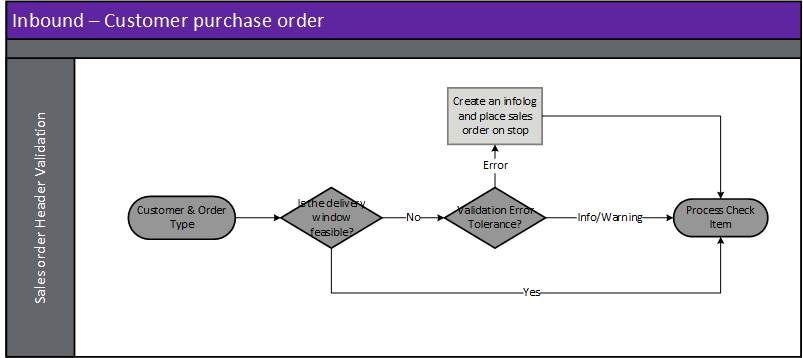 Inbound – Customer purchase order
Sales order Header Validation
Create an infolog
and place sales
order on stop
Error
Customer & Order
Type
Is the delivery
window
feasible?
No
Validation Error
Tolerance?
Info/Warning
Process Check
Item
Yes